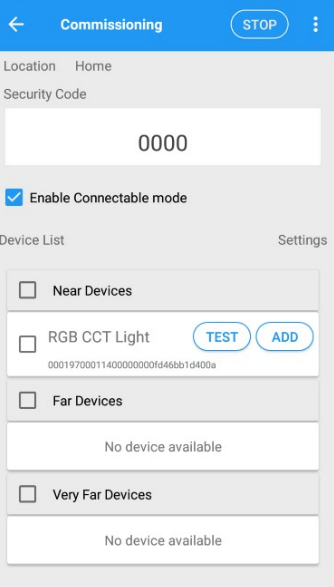 Commissioning STOP
Location Home
Security Code
0000
Enable Connectable mode
Device List Settings
Near Devices
RGB CCT Light TEST ADD
00019700011400000000fd46bb1d400a
Far Devices
No device available
Very Far Devices
No device available